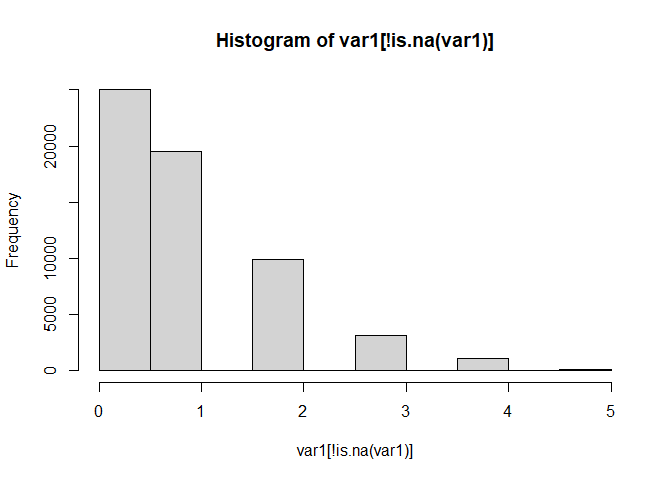 Histogram of var1[!is.na(var1)]
Frequency
20000
10000
5000
0
0 1 2 3 4 5
var1[!is.na(var1)]